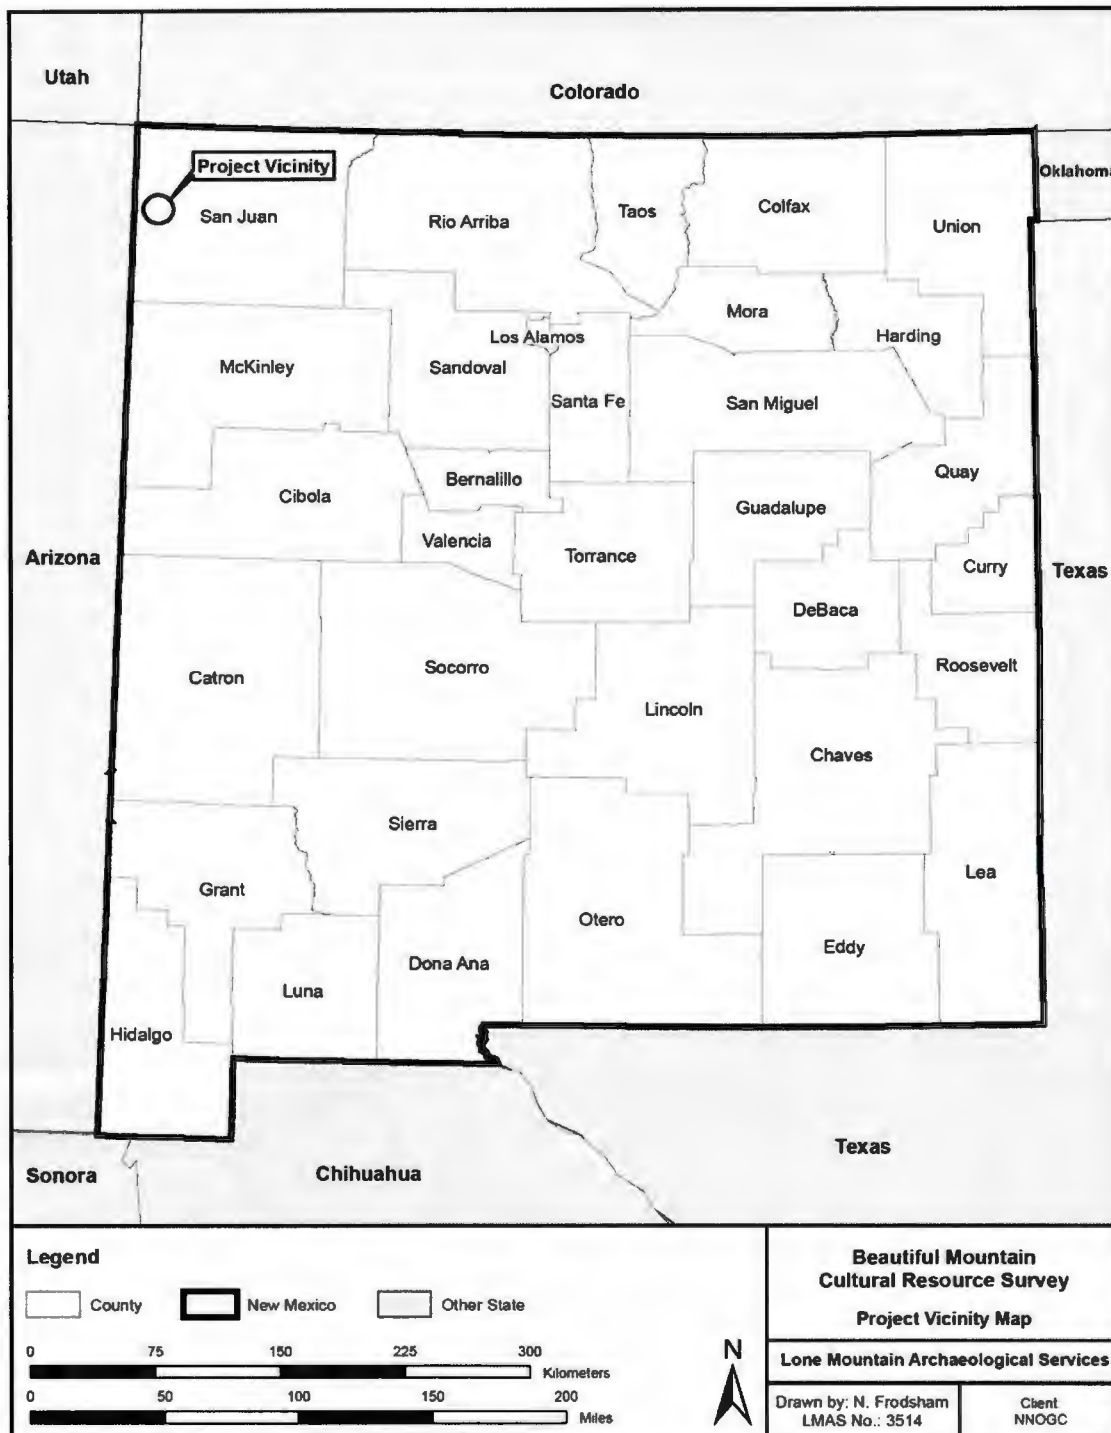 Utah
Colorado
Project Vicinity
Oklahoma
San Juan
Rio Arriba
Taos
Colfax
Union
Mora
Los Alamos
Harding
McKinley
Sandoval
Santa Fe
San Miguel
Bernalillo
Quay
Cibola
Guadalupe
Valencia
Torrance
Arizona
Curry
Texas
DeBaca
Catron
Socorro
Roosevelt
Lincoln
Chaves
Sierra
Grant
Lea
Otero
Eddy
Dona Ana
Luna
Hidalgo
Texas
Sonora
Chihuahua
Legend
County
New Mexico
Other State
0 75 150 225 300
Kilometers
0 50 100 150 200
Miles
N
Beautiful Mountain
Cultural Resource Survey
Project Vicinity Map
Lone Mountain Archaeological Services
Drawn by: N. Frodsham
LMAS No.: 3514
Client
NNOGC